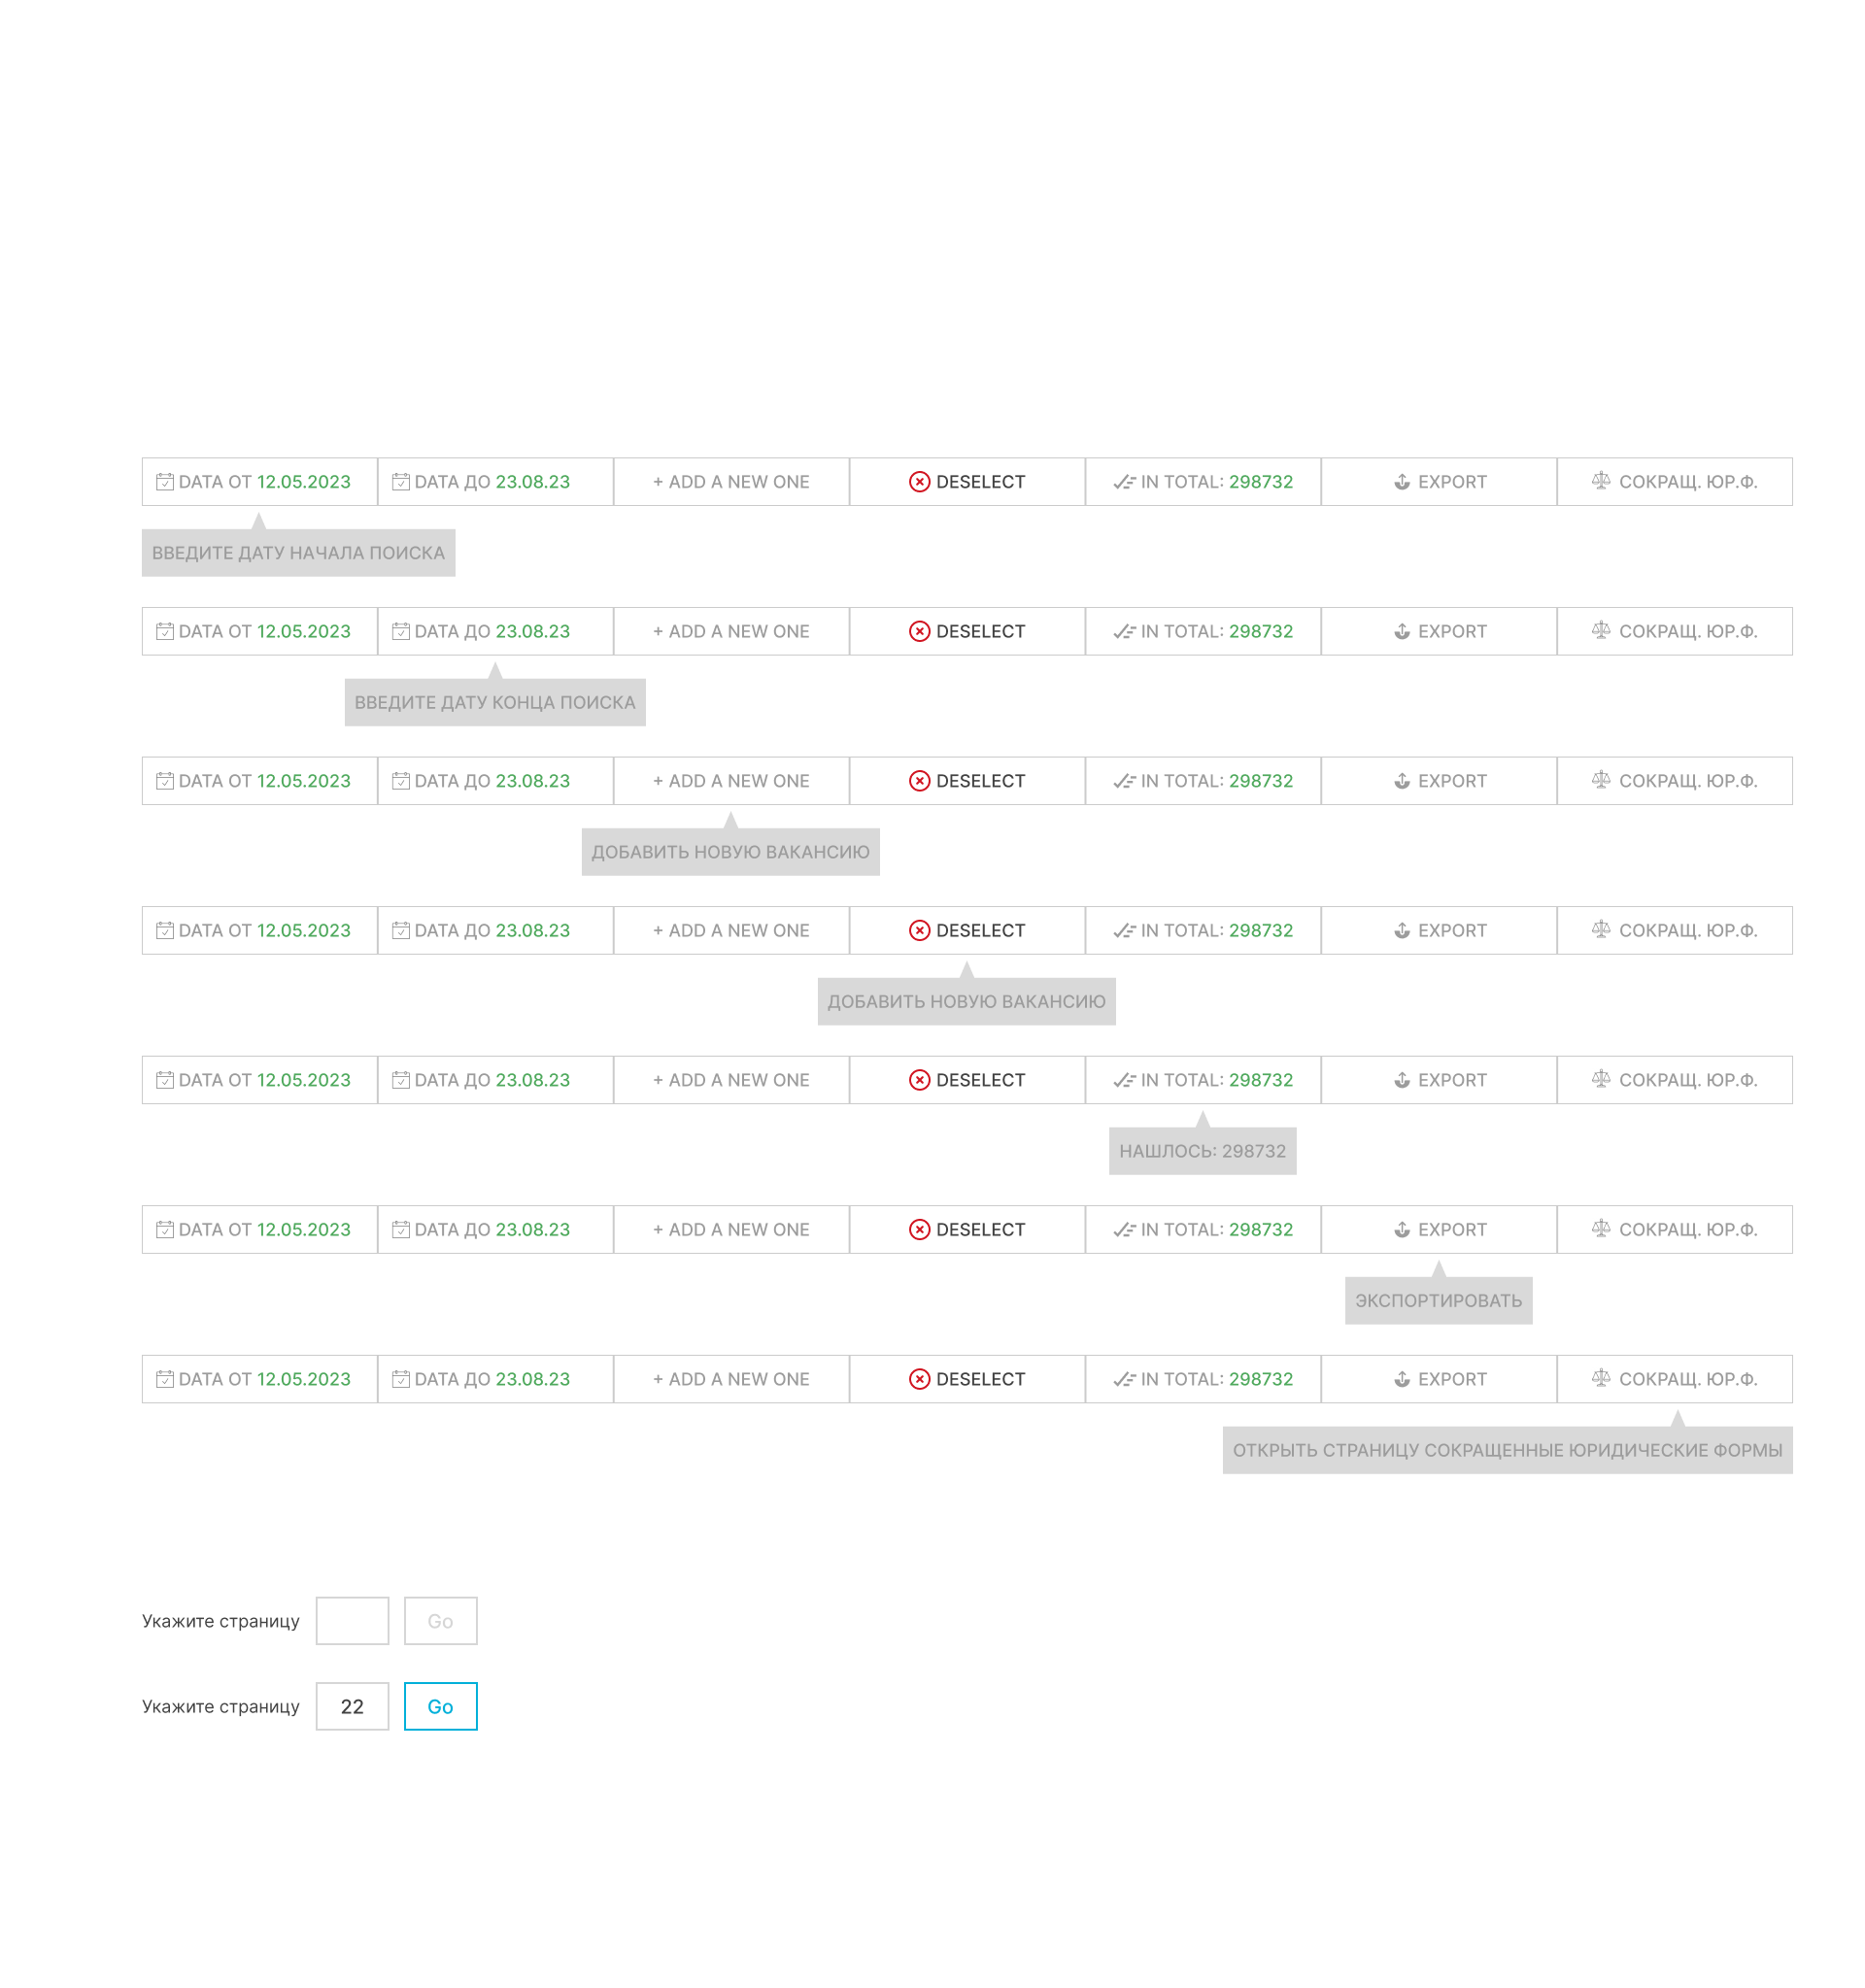 DATA ОТ 12.05.2023 DATA ДО 23.08.23 + ADD A NEW ONE DESELECT IN TOTAL: 298732 EXPORT СОКРАЩ. ЮР.Ф.
ВВЕДИТЕ ДАТУ НАЧАЛА ПОИСКА
DATA ОТ 12.05.2023 DATA ДО 23.08.23 + ADD A NEW ONE DESELECT IN TOTAL: 298732 EXPORT СОКРАЩ. ЮР.Ф.
ВВЕДИТЕ ДАТУ КОНЦА ПОИСКА
DATA ОТ 12.05.2023 DATA ДО 23.08.23 + ADD A NEW ONE DESELECT IN TOTAL: 298732 EXPORT СОКРАЩ. ЮР.Ф.
ДОБАВИТЬ НОВУЮ ВАКАНСИЮ
DATA ОТ 12.05.2023 DATA ДО 23.08.23 + ADD A NEW ONE DESELECT IN TOTAL: 298732 EXPORT СОКРАЩ. ЮР.Ф.
ДОБАВИТЬ НОВУЮ ВАКАНСИЮ
DATA ОТ 12.05.2023 DATA ДО 23.08.23 + ADD A NEW ONE DESELECT IN TOTAL: 298732 EXPORT СОКРАЩ. ЮР.Ф.
НАШЛОСЬ: 298732
DATA ОТ 12.05.2023 DATA ДО 23.08.23 + ADD A NEW ONE DESELECT IN TOTAL: 298732 EXPORT СОКРАЩ. ЮР.Ф.
ЭКСПОРТИРОВАТЬ
DATA ОТ 12.05.2023 DATA ДО 23.08.23 + ADD A NEW ONE DESELECT IN TOTAL: 298732 EXPORT СОКРАЩ. ЮР.Ф.
ОТКРЫТЬ СТРАНИЦУ СОКРАЩЕННЫЕ ЮРИДИЧЕСКИЕ ФОРМЫ
Укажите страницу Go
Укажите страницу 22 Go